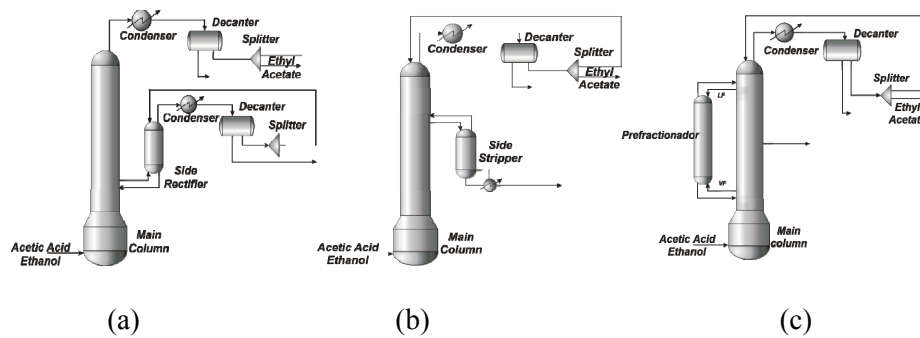 Condenser
Decanter
Splitter
Ethyl
Acetate
Condenser
Decanter
Splitter
Side
Rectifier
Acetic Acid
Ethanol
Main
Column
(a)
Condenser
Decanter
Splitter
Ethyl
Acetate
Side
Stripper
Acetic Acid
Ethanol
Main
Column
(b)
Condenser
Decanter
Splitter
Ethyl
Acetat
LF
Prefractionador
VF
Acetic Acid
Ethanol
Main
column
(c)